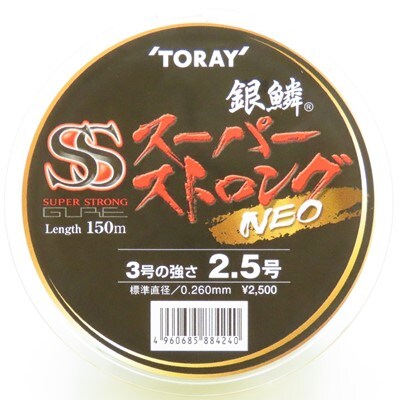 'TORAY'
銀鱗®
SS
スーパー
ストロング
NEO
SUPER STRONG
Length 150m
3号の強さ 2.5号
標準直径/0.260mm ¥2,500
4 960685 884240